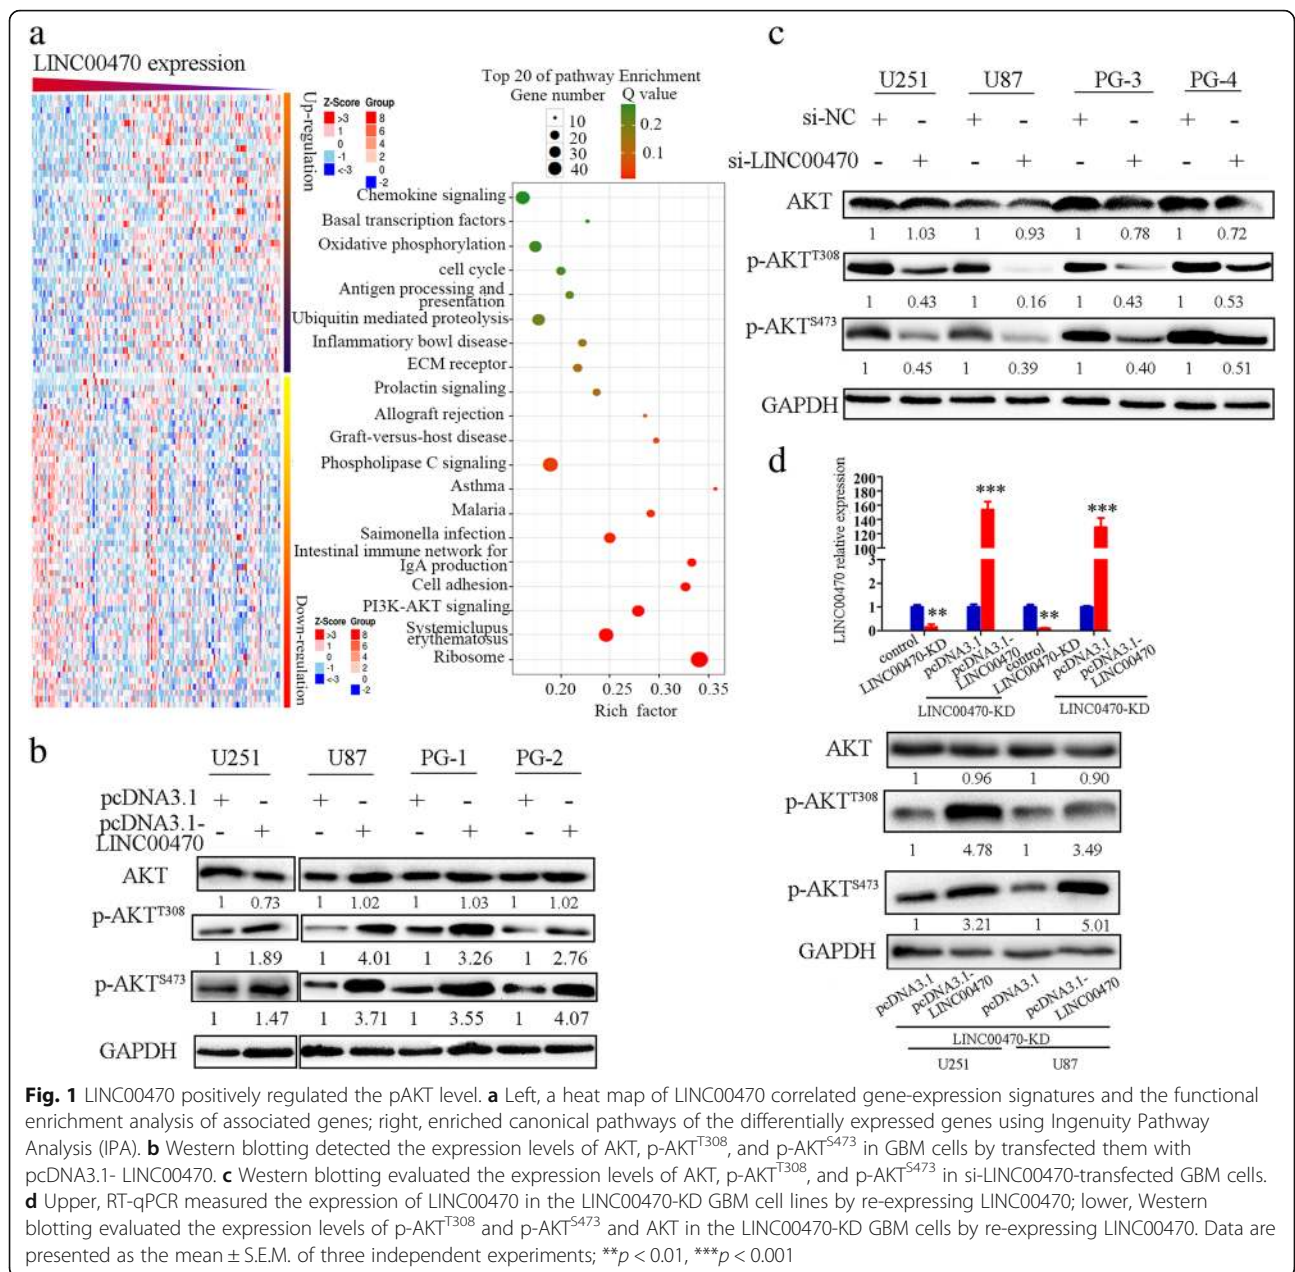 a
LINC00470 expression
Up-regulation
Z-Score Group
>3 8
1 6
0 4
-1 2
<-3 0
-2
Down-regulation
Z-Score Group
>3 8
1 6
0 4
-1 2
<-3 0
-2
Top 20 of pathway Enrichment
Gene number Q value
10
20
30
40
0.2
0.1
Chemokine signaling
Basal transcription factors
Oxidative phosphorylation
cell cycle
Antigen processing and
presentation
Ubiquitin mediated proteolysis
Inflammatory bowl disease
ECM receptor
Prolactin signaling
Allograft rejection
Graft-versus-host disease
Phospholipase C signaling
Asthma
Malaria
Saimonella infection
Intestinal immune network for
IgA production
Cell adhesion
PI3K-AKT signaling
Systemiclupus
erythematosus
Ribosome
0.20 0.25 0.30 0.35
Rich factor
b
U251 U87 PG-1 PG-2
pcDNA3.1 + - + - + - + -
pcDNA3.1-
LINC00470 - + - + - + - +
AKT
1 0.73 1 1.02 1 1.03 1 1.02
p-AKTT308
1 1.89 1 4.01 1 3.26 1 2.76
p-AKTS473
1 1.47 1 3.71 1 3.55 1 4.07
GAPDH
c
U251 U87 PG-3 PG-4
si-NC + - + - + - + -
si-LINC00470 - + - + - + - +
AKT
1 1.03 1 0.93 1 0.78 1 0.72
p-AKTT308
1 0.43 1 0.16 1 0.43 1 0.53
p-AKTS473
1 0.45 1 0.39 1 0.40 1 0.51
GAPDH
d
LINC00470 relative expression
200
180
160
140
120
100
3
2
1
0
** *** ** ***
control
LINC00470-KD
pcDNA3.1
pcDNA3.1-
LINC00470
control
LINC00470-KD
pcDNA3.1
pcDNA3.1-
LINC00470
LINC00470-KD LINC0470-KD
AKT
1 0.96 1 0.90
p-AKTT308
1 4.78 1 3.49
p-AKTS473
1 3.21 1 5.01
GAPDH
pcDNA3.1
pcDNA3.1-
LINC00470
pcDNA3.1
pcDNA3.1-
LINC00470
LINC00470-KD
U251 U87
Fig. 1 LINC00470 positively regulated the pAKT level. a Left, a heat map of LINC00470 correlated gene-expression signatures and the functional
enrichment analysis of associated genes; right, enriched canonical pathways of the differentially expressed genes using Ingenuity Pathway
Analysis (IPA). b Western blotting detected the expression levels of AKT, p-AKTT308, and p-AKTS473 in GBM cells by transfected them with
pcDNA3.1- LINC00470. c Western blotting evaluated the expression levels of AKT, p-AKTT308, and p-AKTS473 in si-LINC00470-transfected GBM cells.
d Upper, RT-qPCR measured the expression of LINC00470 in the LINC00470-KD GBM cell lines by re-expressing LINC00470; lower, Western
blotting evaluated the expression levels of p-AKTT308 and p-AKTS473 and AKT in the LINC00470-KD GBM cells by re-expressing LINC00470. Data are
presented as the mean ± S.E.M. of three independent experiments; **p < 0.01, ***p < 0.001